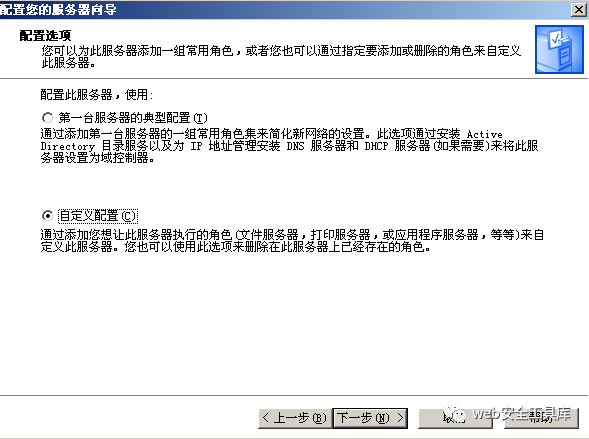 配置您的服务器向导
配置选项
您可以为此服务器添加一组常用角色，或者您也可以通过指定要添加或删除的角色来自定义
此服务器。
配置此服务器，使用:
第一台服务器的典型配置(T)
通过添加第一台服务器的一组常用角色集来简化新网络的设置。此选项通过安装 Active
Directory 目录服务以及为 IP 地址管理安装 DNS 服务器和 DHCP 服务器(如果需要)来将此服
务器设置为域控制器。
自定义配置(C)
通过添加您想让此服务器执行的角色(文件服务器，打印服务器，或应用程序服务器，等等)来自
定义此服务器。您也可以使用此选项来删除在此服务器上已经存在的角色。
< 上一步(B) 下一步(N) > 取消 帮助
web安全工具库